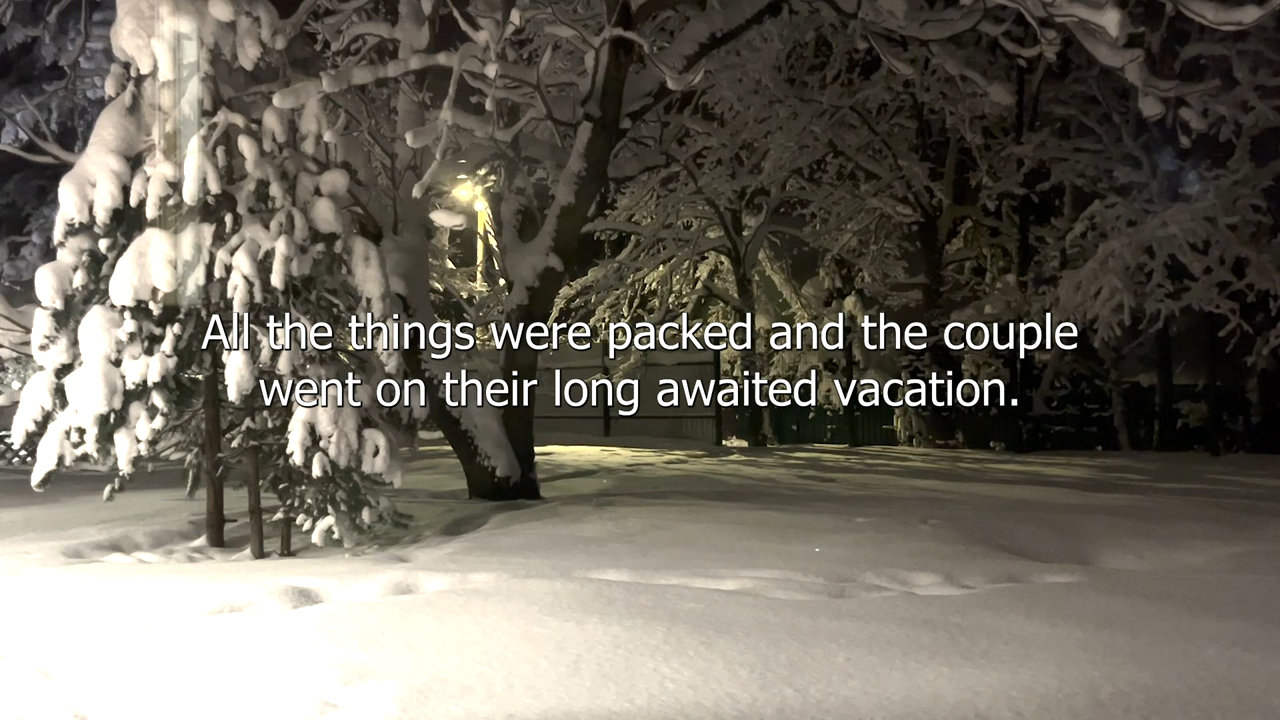 All the things were packed and the couple
went on their long awaited vacation.